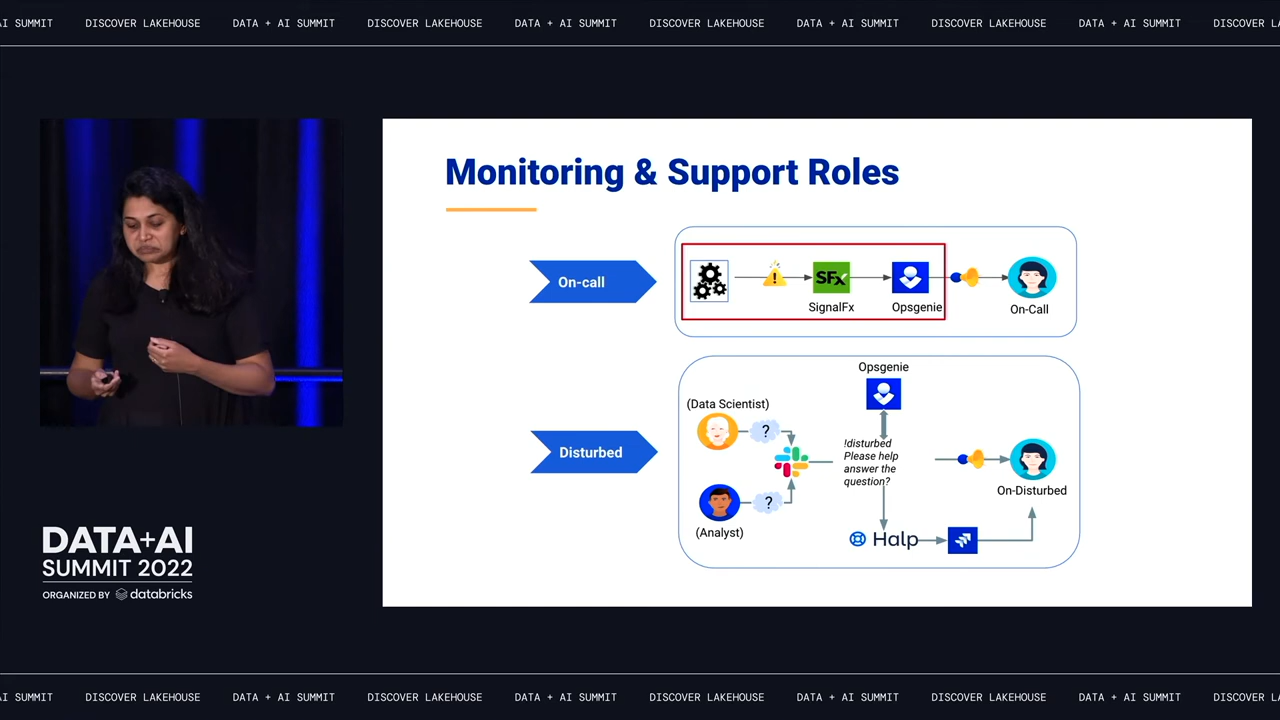 AI SUMMIT DISCOVER LAKEHOUSE DATA + AI SUMMIT DISCOVER LAKEHOUSE DATA + AI SUMMIT DISCOVER LAKEHOUSE DATA + AI SUMMIT DISCOVER LAKEHOUSE DATA + AI SUMMIT DISCOVER
Monitoring & Support Roles
On-call
SFx
SignalFx
Opsgenie
On-Call
Disturbed
Opsgenie
(Data Scientist)
?
!disturbed
Please help
answer the
question?
On-Disturbed
?
(Analyst)
Halp
DATA+AI
SUMMIT 2022
ORGANIZED BY databricks
AI SUMMIT DISCOVER LAKEHOUSE DATA + AI SUMMIT DISCOVER LAKEHOUSE DATA + AI SUMMIT DISCOVER LAKEHOUSE DATA + AI SUMMIT DISCOVER LAKEHOUSE DATA + AI SUMMIT DISCOVER